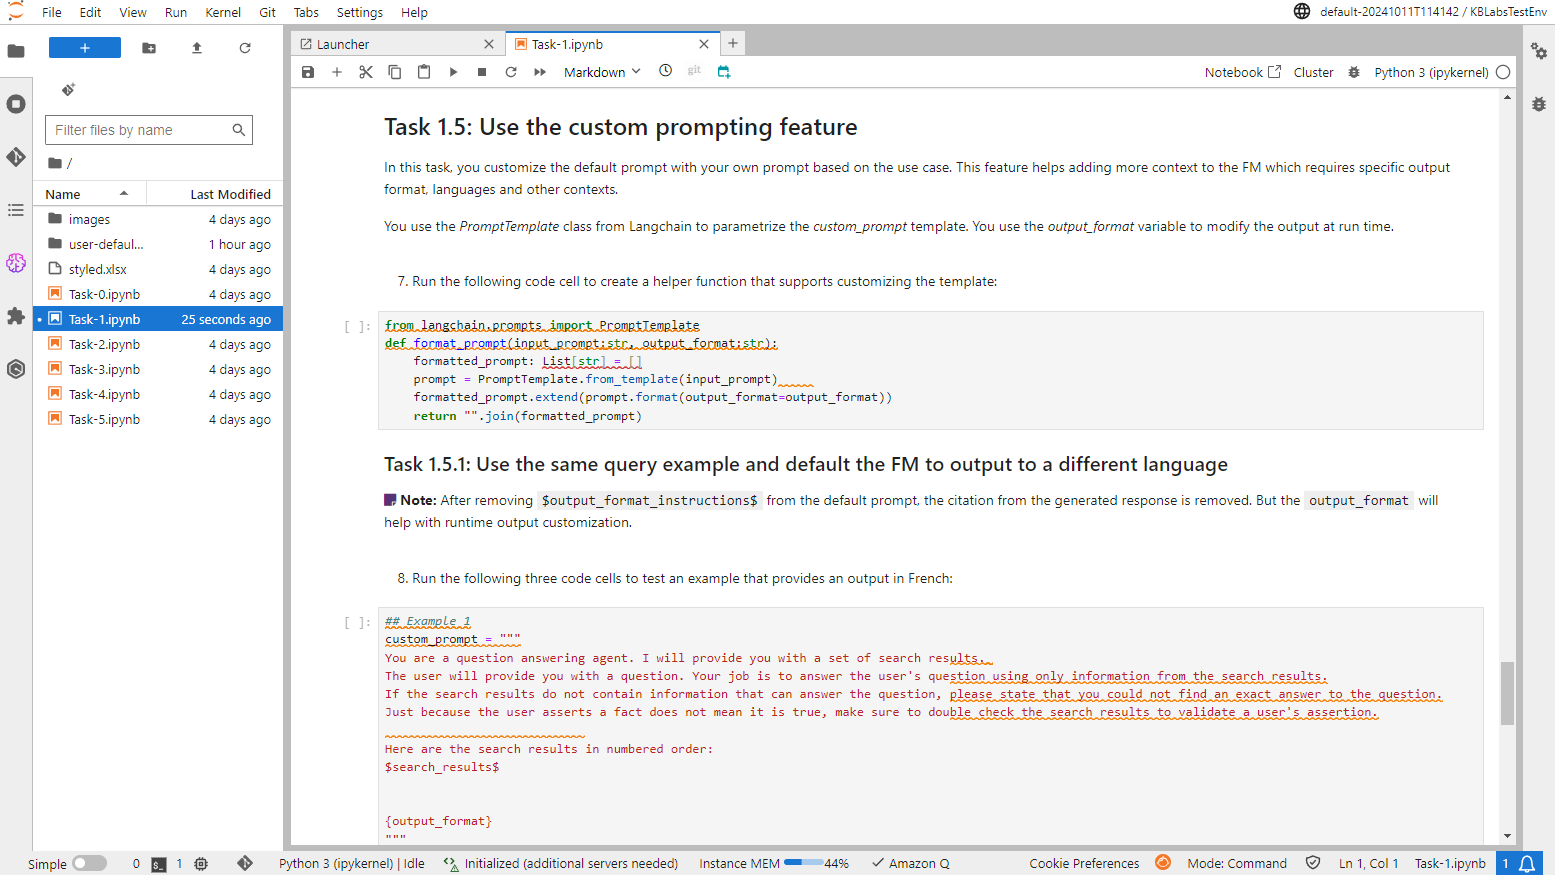 File Edit View Run Kernel Git Tabs Settings Help
default-20241011T114142 / KBLabsTestEnv
+
Launcher
Task-1.ipynb
+
Markdown
git
Notebook
Cluster
Python 3 (ipykernel)
Filter files by name
/
Name
Last Modified
images 4 days ago
user-defaul... 1 hour ago
styled.xlsx 4 days ago
Task-0.ipynb 4 days ago
Task-1.ipynb 25 seconds ago
Task-2.ipynb 4 days ago
Task-3.ipynb 4 days ago
Task-4.ipynb 4 days ago
Task-5.ipynb 4 days ago
Task 1.5: Use the custom prompting feature
In this task, you customize the default prompt with your own prompt based on the use case. This feature helps adding more context to the FM which requires specific output
format, languages and other contexts.
You use the PromptTemplate class from Langchain to parametrize the custom_prompt template. You use the output_format variable to modify the output at run time.
7. Run the following code cell to create a helper function that supports customizing the template:
[ ]:
from langchain.prompts import PromptTemplate
def format_prompt(input_prompt:str, output_format:str):
    formatted_prompt: List[str] = []
    prompt = PromptTemplate.from_template(input_prompt)
    formatted_prompt.extend(prompt.format(output_format=output_format))
    return "".join(formatted_prompt)
Task 1.5.1: Use the same query example and default the FM to output to a different language
Note: After removing $output_format_instructions$ from the default prompt, the citation from the generated response is removed. But the output_format will
help with runtime output customization.
8. Run the following three code cells to test an example that provides an output in French:
[ ]:
## Example 1
custom_prompt = """
You are a question answering agent. I will provide you with a set of search results.
The user will provide you with a question. Your job is to answer the user's question using only information from the search results.
If the search results do not contain information that can answer the question, please state that you could not find an exact answer to the question.
Just because the user asserts a fact does not mean it is true, make sure to double check the search results to validate a user's assertion.
Here are the search results in numbered order:
$search_results$
{output_format}
"""
Simple
0
$_
1
Python 3 (ipykernel) | Idle
Initialized (additional servers needed)
Instance MEM 44%
Amazon Q
Cookie Preferences
Mode: Command
Ln 1, Col 1
Task-1.ipynb
1